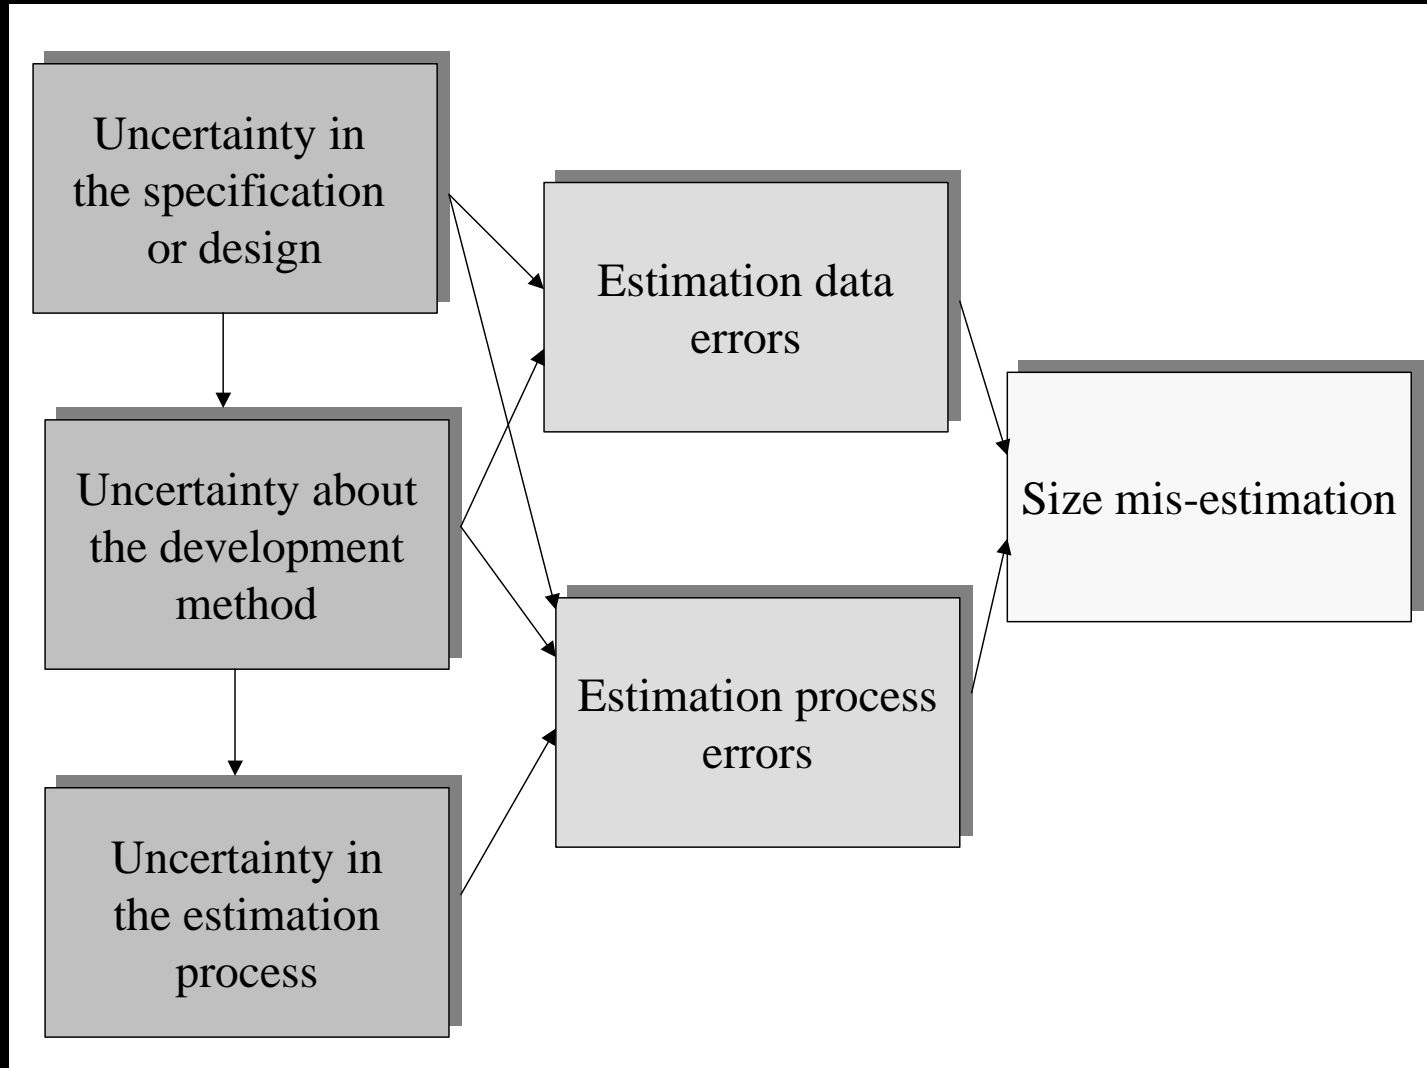 Uncertainty in
the specification
or design
Estimation data
errors
Uncertainty about
the development
method
Size mis-estimation
Estimation process
errors
Uncertainty in
the estimation
process